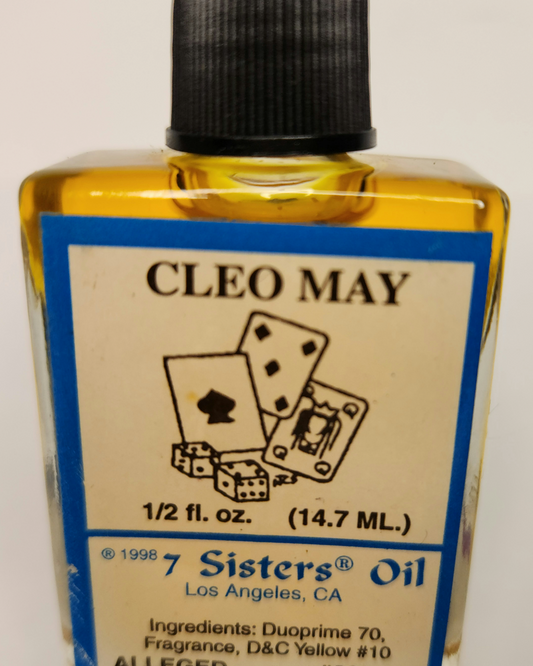 CLEO MAY
1/2 fl. oz. (14.7 ML.)
® 1998 7 Sisters® Oil
Los Angeles, CA
Ingredients: Duoprime 70,
Fragrance, D&C Yellow #10
ALLEGED